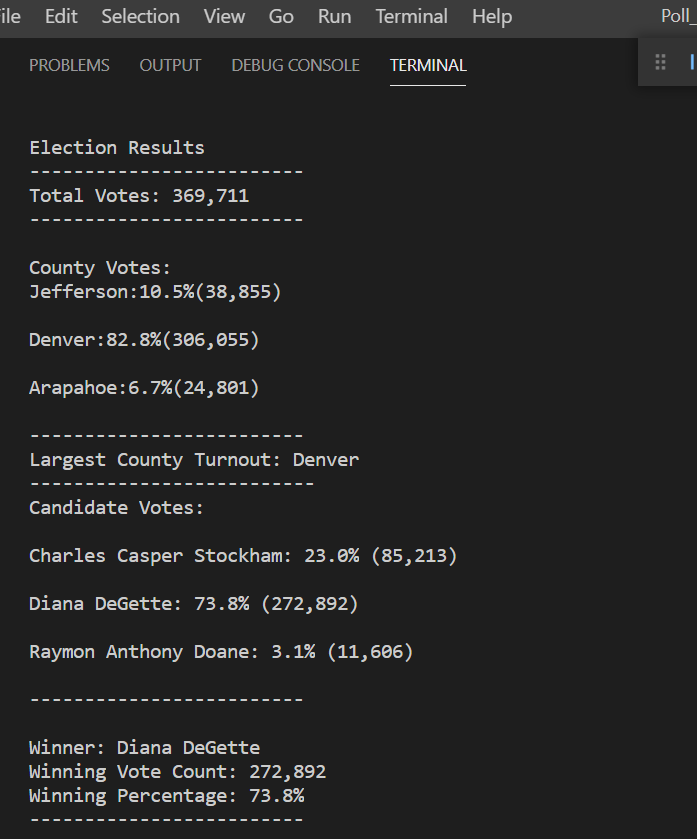 ile Edit Selection View Go Run Terminal Help Poll_
PROBLEMS OUTPUT DEBUG CONSOLE TERMINAL
Election Results
-------------------------
Total Votes: 369,711
-------------------------
County Votes:
Jefferson:10.5%(38,855)
Denver:82.8%(306,055)
Arapahoe:6.7%(24,801)
-------------------------
Largest County Turnout: Denver
--------------------------
Candidate Votes:
Charles Casper Stockham: 23.0% (85,213)
Diana DeGette: 73.8% (272,892)
Raymon Anthony Doane: 3.1% (11,606)
-------------------------
Winner: Diana DeGette
Winning Vote Count: 272,892
Winning Percentage: 73.8%
-------------------------